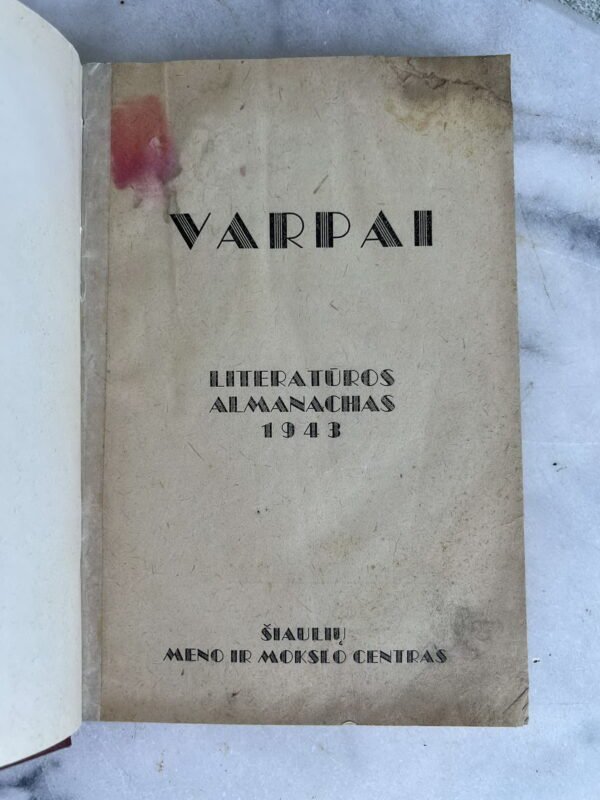 VARPAI
LITERATŪROS
ALMANACHAS
1943
ŠIAULIŲ
MENO IR MOKSLO CENTRAS